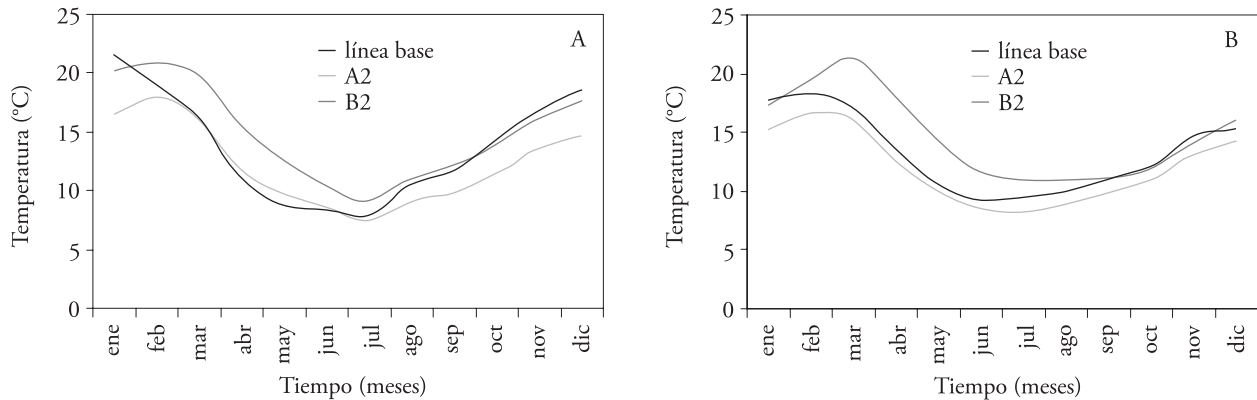 A
línea base
A2
B2
Temperatura (°C)
25
20
15
10
5
0
ene feb mar abr may jun jul ago sep oct nov dic
Tiempo (meses)
B
línea base
A2
B2
Temperatura (°C)
25
20
15
10
5
0
ene feb mar abr may jun jul ago sep oct nov dic
Tiempo (meses)